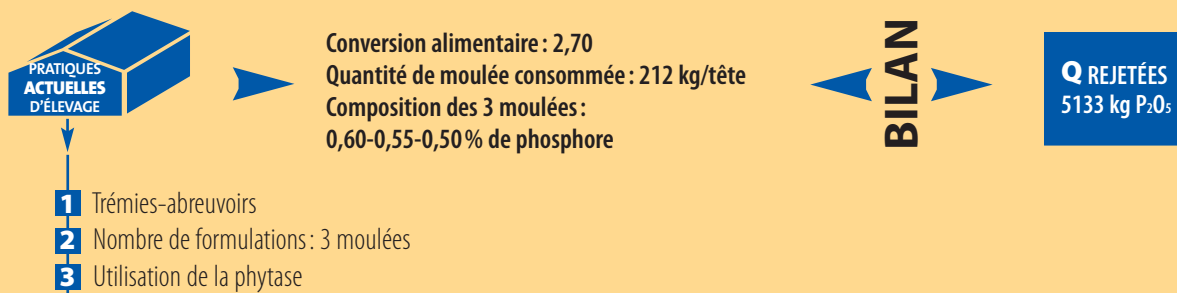 PRATIQUES
ACTUELLES
D'ÉLEVAGE
Conversion alimentaire : 2,70
Quantité de moulée consommée : 212 kg/tête
Composition des 3 moulées :
0,60-0,55-0,50 % de phosphore
BILAN
Q REJETÉES
5133 kg P₂O₅
1 Trémies-abreuvoirs
2 Nombre de formulations : 3 moulées
3 Utilisation de la phytase